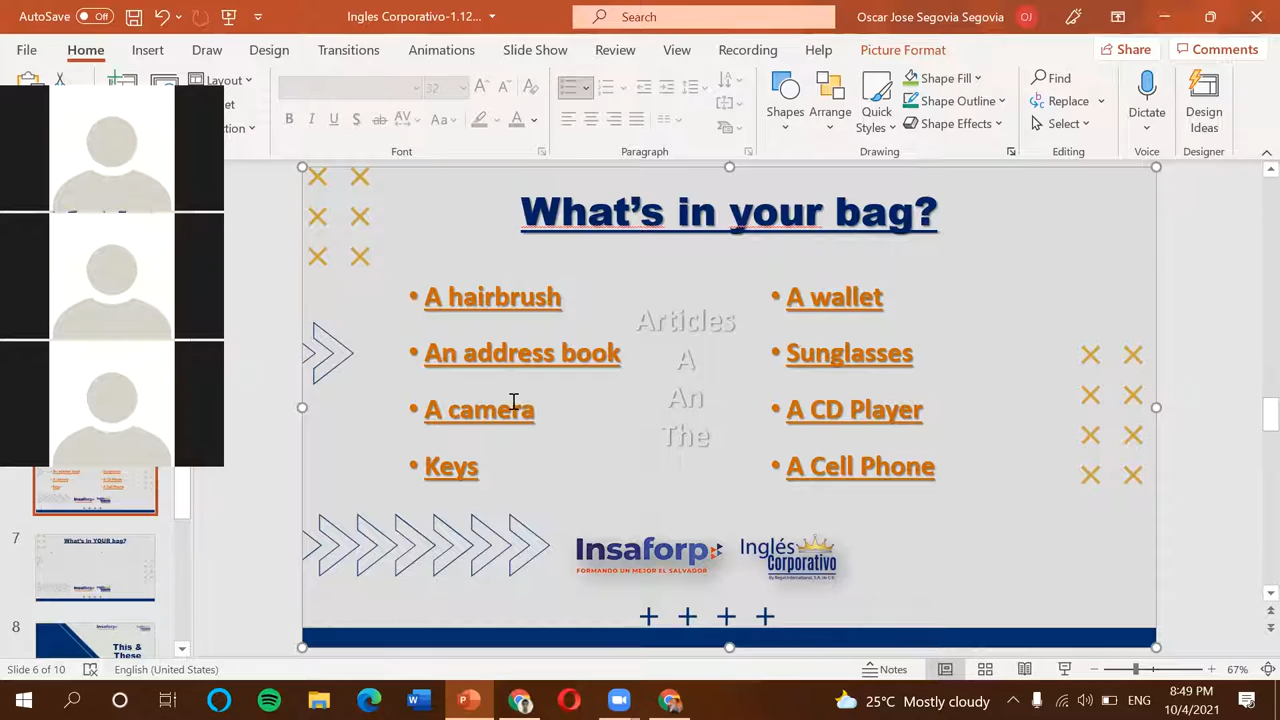 AutoSave Off
Ingles Corporativo-1.12...
Search
Oscar Jose Segovia Segovia OJ
File Home Insert Draw Design Transitions Animations Slide Show Review View Recording Help Picture Format Share Comments
Layout
Font
Paragraph
Shapes
Arrange
Quick Styles
Shape Fill
Shape Outline
Shape Effects
Drawing
Find
Replace
Select
Editing
Dictate
Voice
Design Ideas
Designer
What's in your bag?
• A hairbrush
• An address book
• A camera
• Keys
Articles
A
An
The
• A wallet
• Sunglasses
• A CD Player
• A Cell Phone
Insaforp
FORMANDO UN MEJOR EL SALVADOR
Inglés
Corporativo
7
What's in YOUR bag?
8
This &
These
Slide 6 of 10
English (United States)
Notes
67%
25°C Mostly cloudy
ENG
8:49 PM
10/4/2021